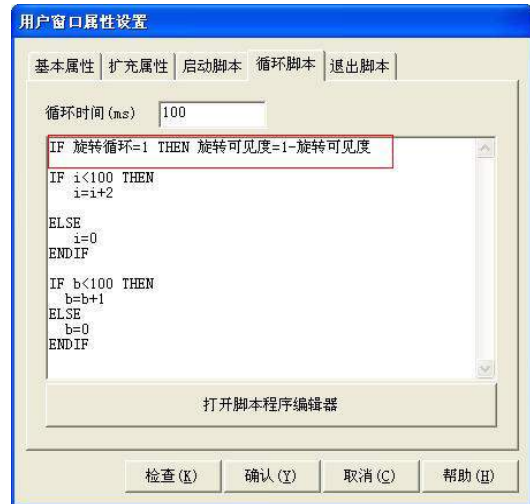 用户窗口属性设置
基本属性 扩充属性 启动脚本 循环脚本 退出脚本
循环时间(ms) 100
IF 旋转循环=1 THEN 旋转可见度=1-旋转可见度
IF i<100 THEN
i=i+2
ELSE
i=0
ENDIF
IF b<100 THEN
b=b+1
ELSE
b=0
ENDIF
打开脚本程序编辑器
检查(K) 确认(Y) 取消(C) 帮助(H)